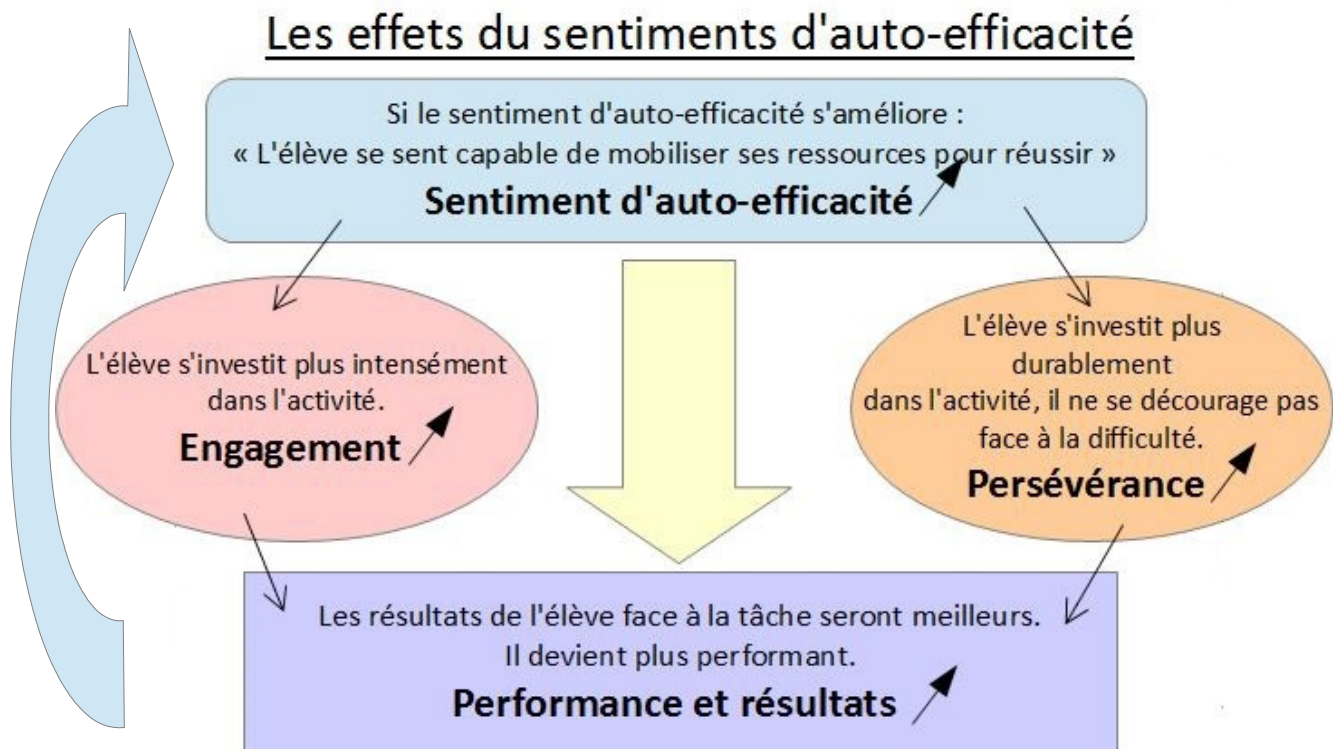 Les effets du sentiments d'auto-efficacité
Si le sentiment d'auto-efficacité s'améliore :
« L'élève se sent capable de mobiliser ses ressources pour réussir »
Sentiment d'auto-efficacité
L'élève s'investit plus intensément
dans l'activité.
Engagement
L'élève s'investit plus
durablement
dans l'activité, il ne se décourage pas
face à la difficulté.
Persévérance
Les résultats de l'élève face à la tâche seront meilleurs.
Il devient plus performant.
Performance et résultats